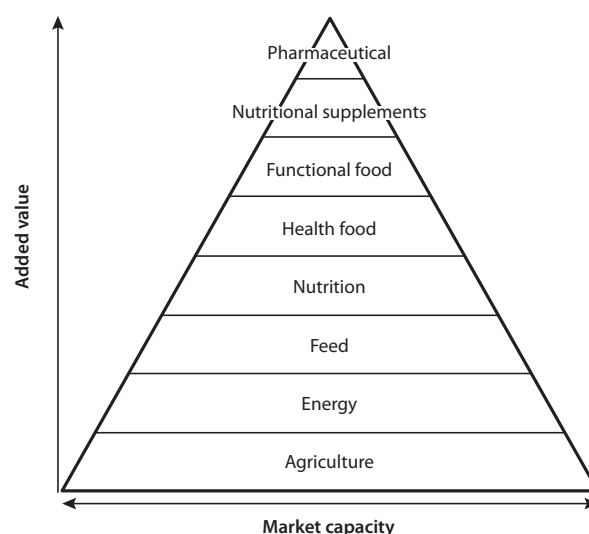 Pharmaceutical
Nutritional supplements
Functional food
Health food
Nutrition
Feed
Energy
Agriculture
Added value
Market capacity